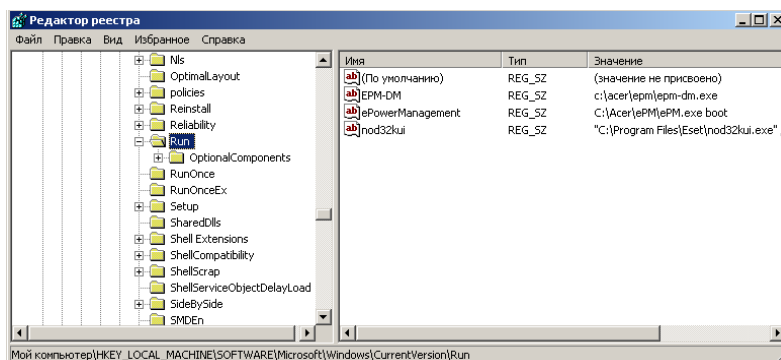 Редактор реестра
Файл Правка Вид Избранное Справка
Nls
OptimalLayout
policies
Reinstall
Reliability
Run
OptionalComponents
RunOnce
RunOnceEx
Setup
SharedDlls
Shell Extensions
ShellCompatibility
ShellScrap
ShellServiceObjectDelayLoad
SideBySide
SMDEn
Имя Тип Значение
(По умолчанию) REG_SZ (значение не присвоено)
EPM-DM REG_SZ c:\acer\epm\epm-dm.exe
ePowerManagement REG_SZ C:\Acer\ePM\ePM.exe boot
nod32kui REG_SZ "C:\Program Files\Eset\nod32kui.exe"
Мой компьютер\HKEY_LOCAL_MACHINE\SOFTWARE\Microsoft\Windows\CurrentVersion\Run